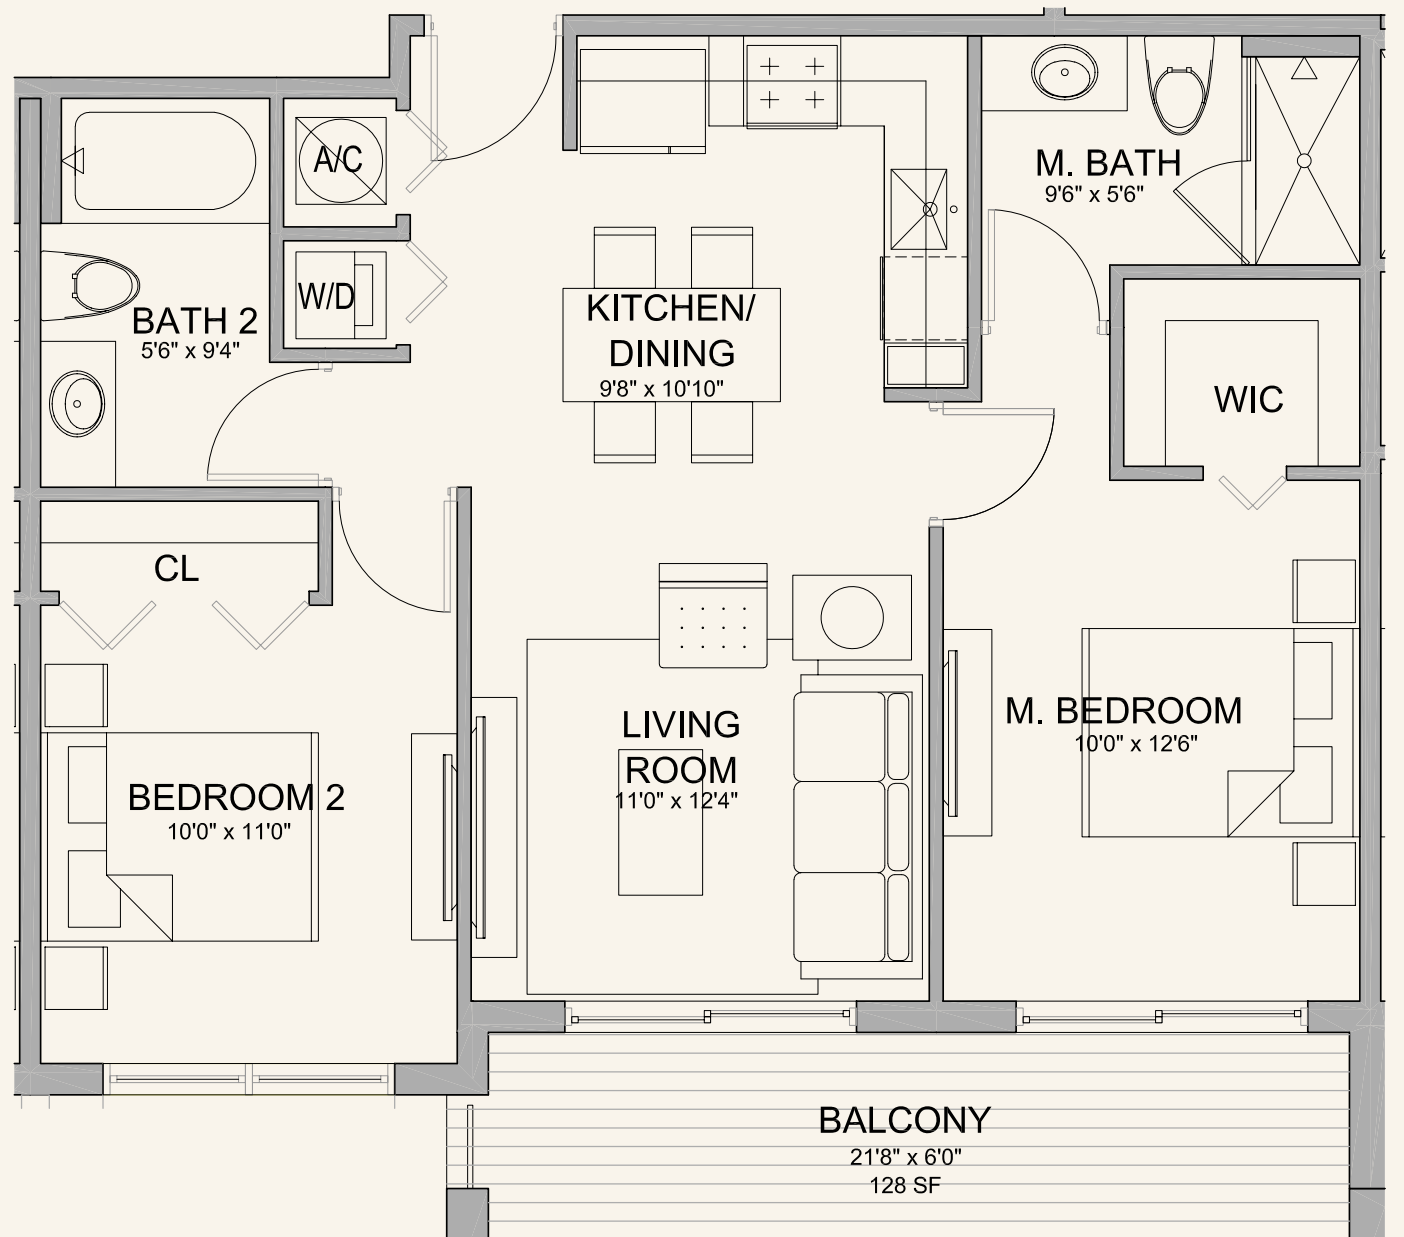 A/C
M. BATH
9'6" x 5'6"
W/D
BATH 2
5'6" x 9'4"
KITCHEN/
DINING
9'8" x 10'10"
WIC
CL
LIVING
ROOM
11'0" x 12'4"
M. BEDROOM
10'0" x 12'6"
BEDROOM 2
10'0" x 11'0"
BALCONY
21'8" x 6'0"
128 SF